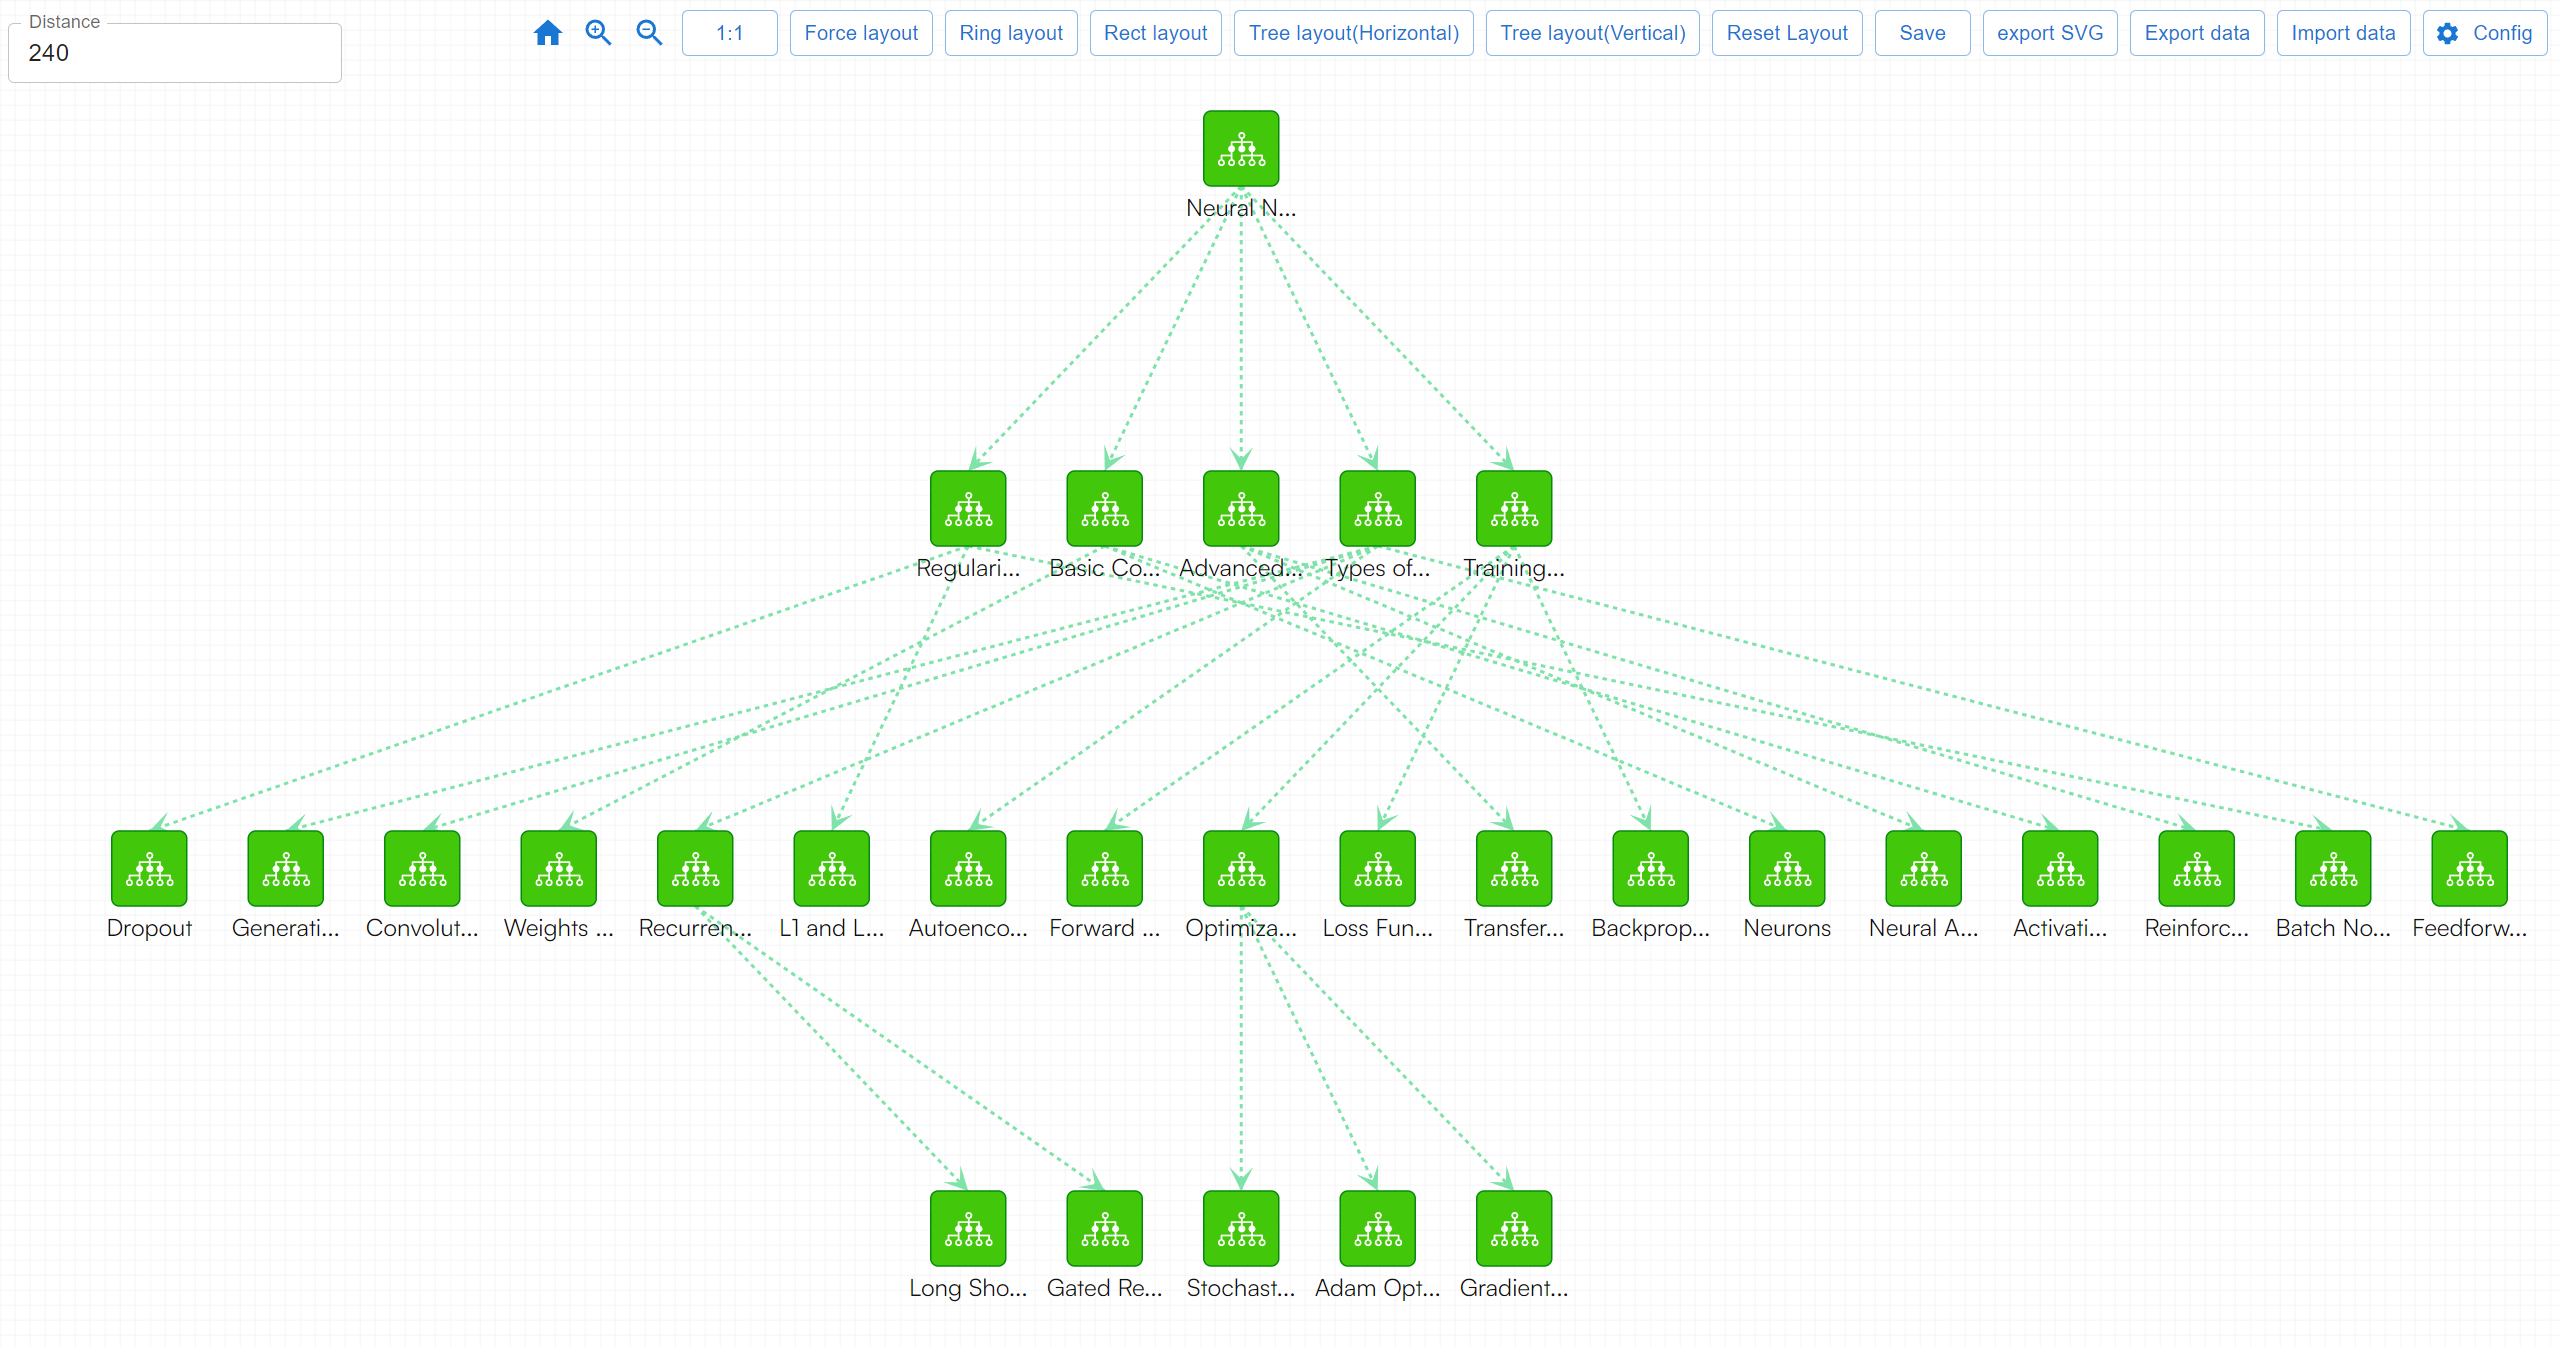 Distance
240
1:1
Force layout
Ring layout
Rect layout
Tree layout(Horizontal)
Tree layout(Vertical)
Reset Layout
Save
export SVG
Export data
Import data
Config
Neural N...
Regulari...
Basic Co...
Advanced...
Types of...
Training...
Dropout
Generati...
Convolut...
Weights ...
Recurren...
L1 and L...
Autoenco...
Forward ...
Optimiza...
Loss Fun...
Transfer...
Backprop...
Neurons
Neural A...
Activati...
Reinforc...
Batch No...
Feedforw...
Long Sho...
Gated Re...
Stochast...
Adam Opt...
Gradient...